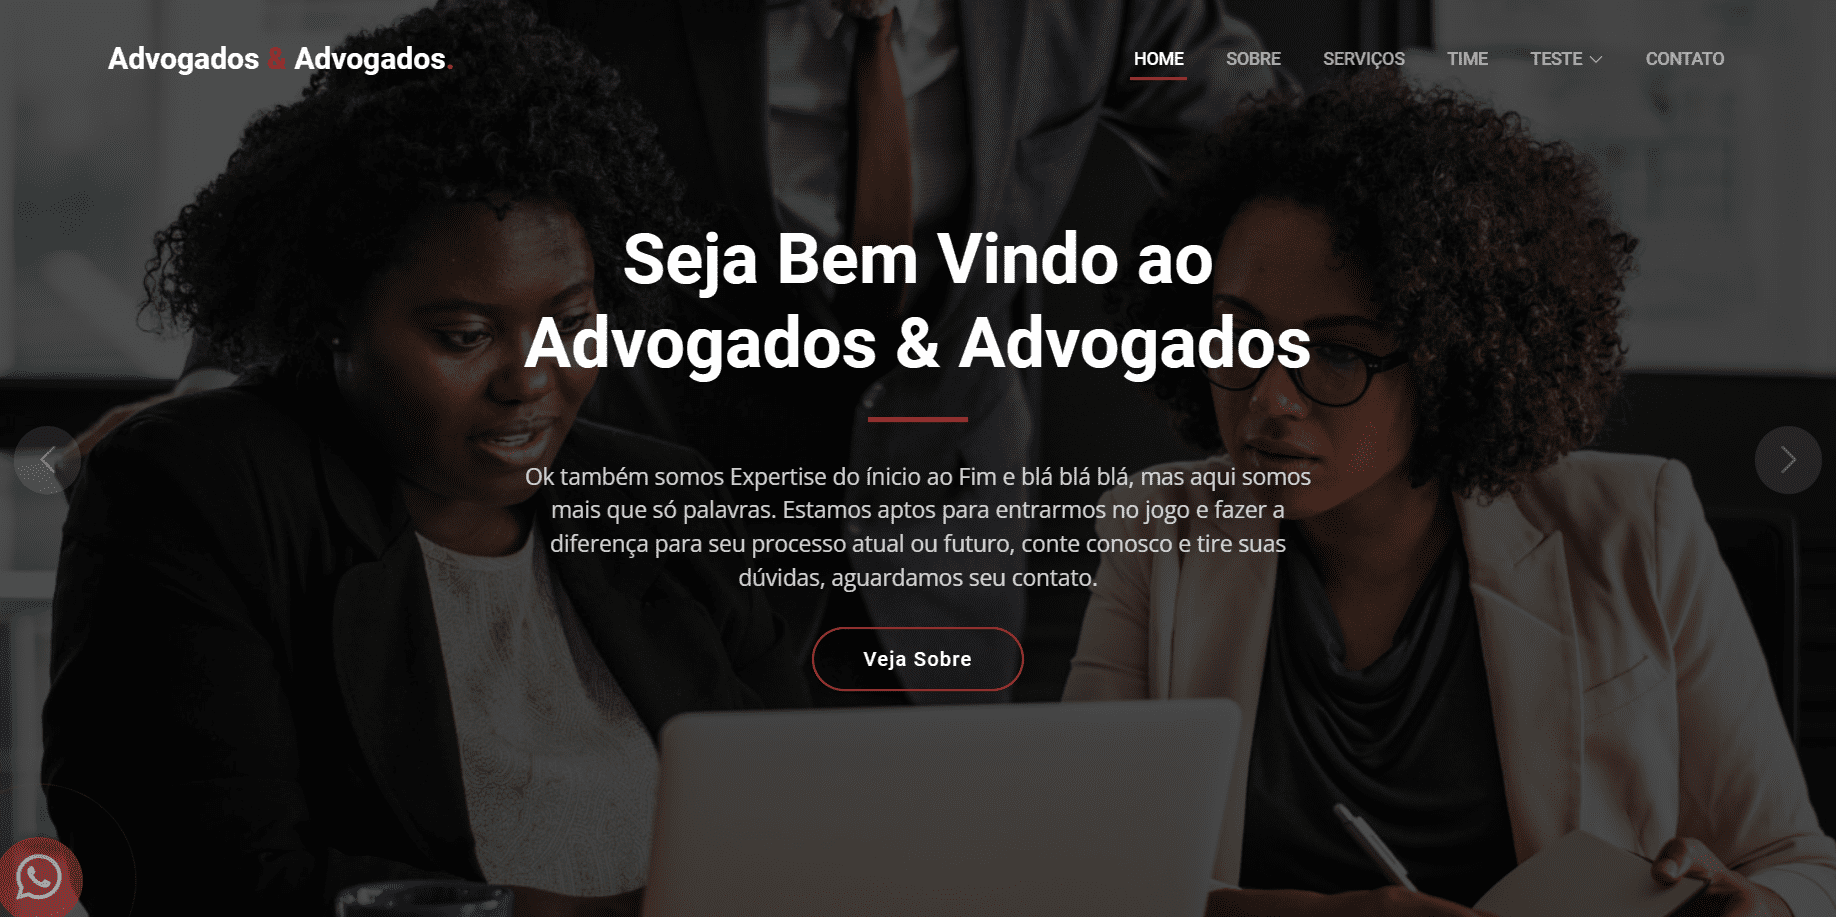 Advogados & Advogados.
HOME SOBRE SERVIÇOS TIME TESTE CONTATO
Seja Bem Vindo ao
Advogados & Advogados
Ok também somos Expertise do ínicio ao Fim e blá blá blá, mas aqui somos
mais que só palavras. Estamos aptos para entrarmos no jogo e fazer a
diferença para seu processo atual ou futuro, conte conosco e tire suas
dúvidas, aguardamos seu contato.
Veja Sobre